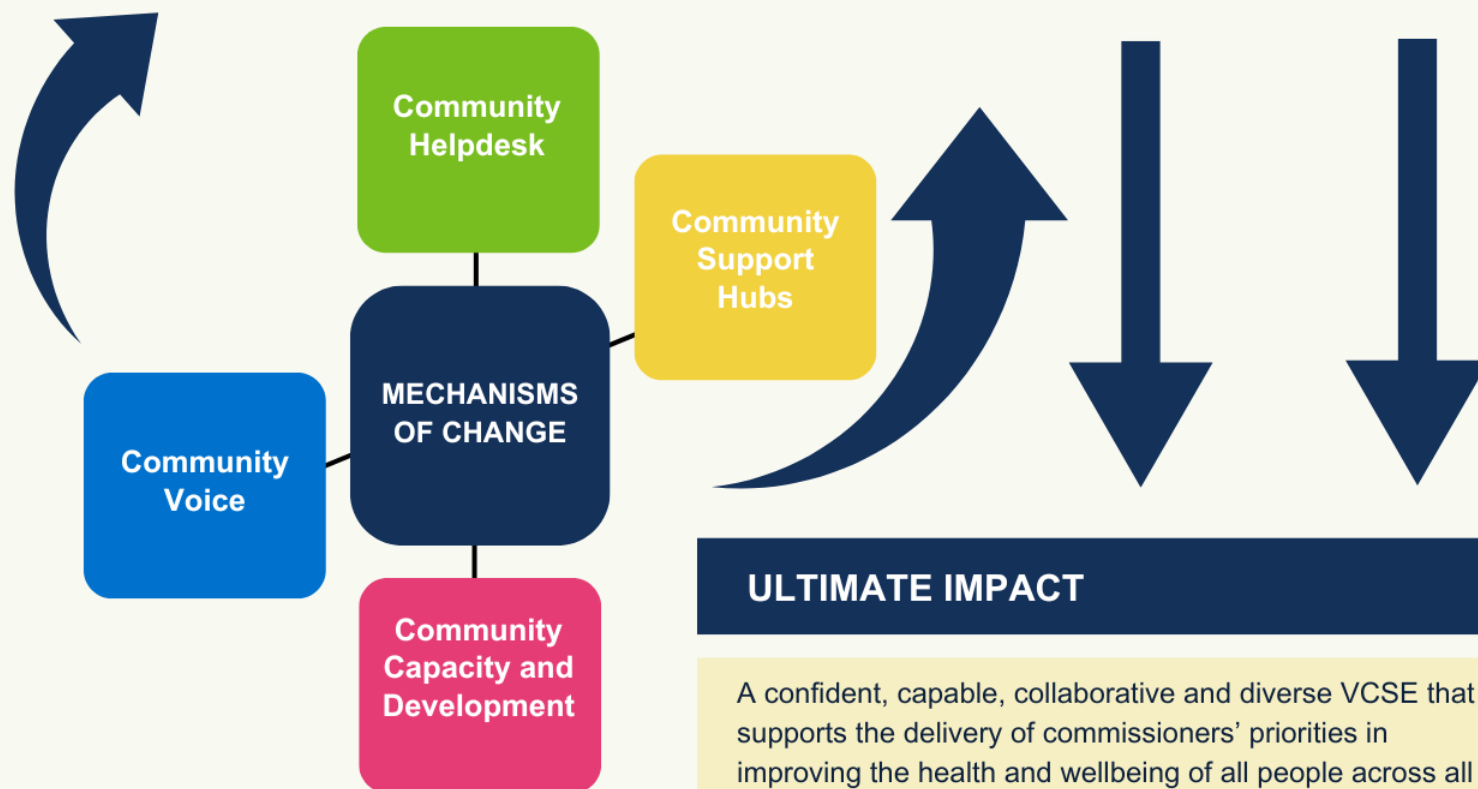 Community
Helpdesk
Community
Support
Hubs
MECHANISMS
OF CHANGE
Community
Voice
Community
Capacity and
Development
ULTIMATE IMPACT
A confident, capable, collaborative and diverse VCSE that
supports the delivery of commissioners’ priorities in
improving the health and wellbeing of all people across all